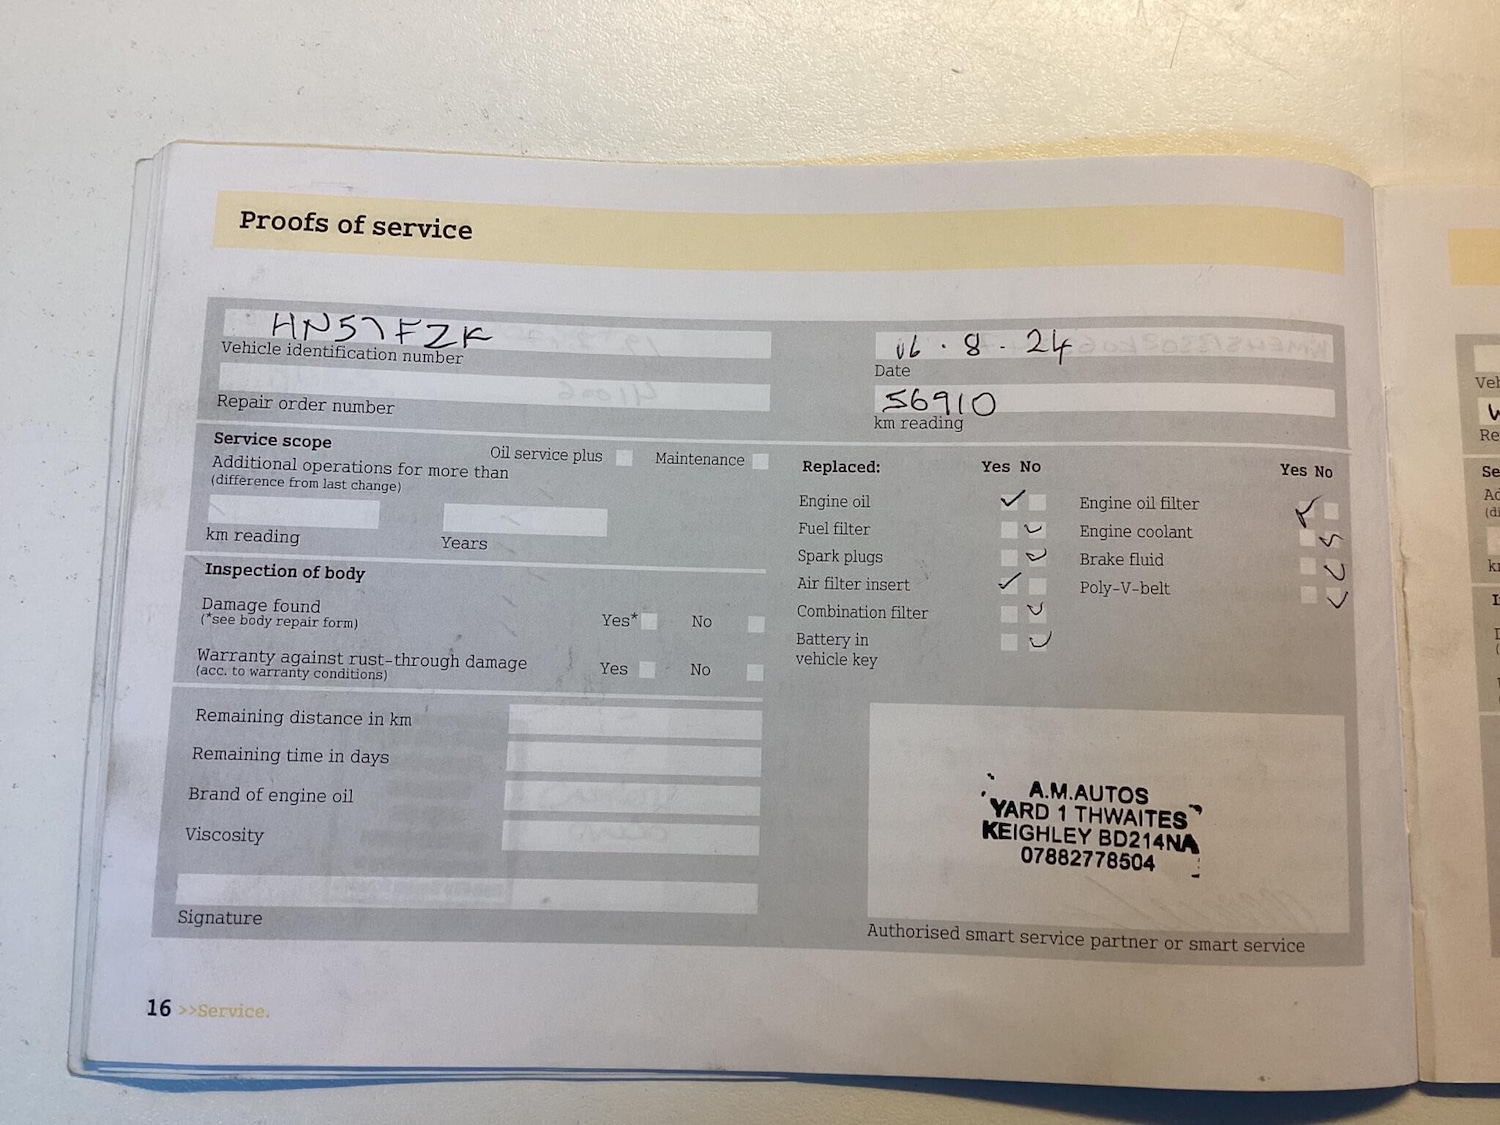 Proofs of service
HN57FZK
Vehicle identification number
Repair order number
06.8.24
Date
56910
km reading
Service scope
Oil service plus
Maintenance
Additional operations for more than
(difference from last change)
km reading
Years
Inspection of body
Damage found
(*see body repair form)
Yes*
No
Warranty against rust-through damage
(acc. to warranty conditions)
Yes
No
Remaining distance in km
Remaining time in days
Brand of engine oil
Viscosity
Signature
Replaced:
Yes No
Yes No
Engine oil
Engine oil filter
Fuel filter
Engine coolant
Spark plugs
Brake fluid
Air filter insert
Poly-V-belt
Combination filter
Battery in
vehicle key
A.M.AUTOS
YARD 1 THWAITES
KEIGHLEY BD214NA
07882778504
Authorised smart service partner or smart service
16 >>Service.